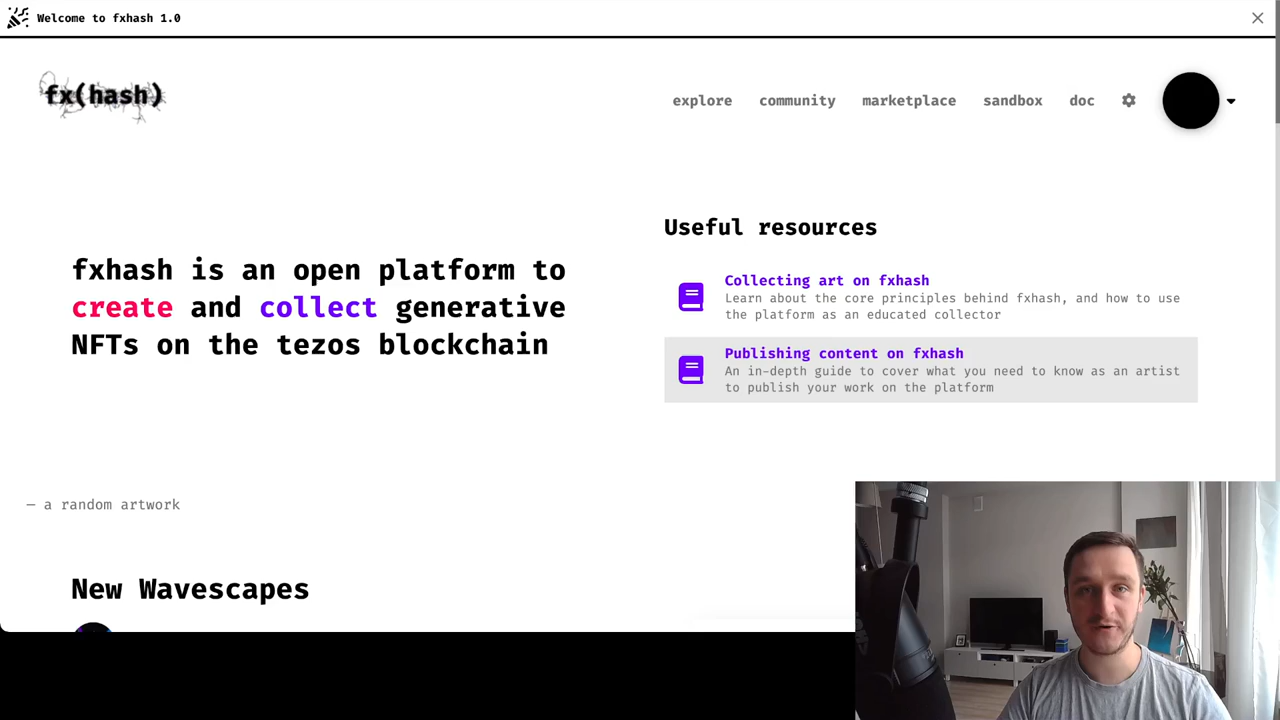 Welcome to fxhash 1.0
fx(hash)
explore community marketplace sandbox doc
fxhash is an open platform to
create and collect generative
NFTs on the tezos blockchain
Useful resources
Collecting art on fxhash
Learn about the core principles behind fxhash, and how to use
the platform as an educated collector
Publishing content on fxhash
An in-depth guide to cover what you need to know as an artist
to publish your work on the platform
— a random artwork
New Wavescapes